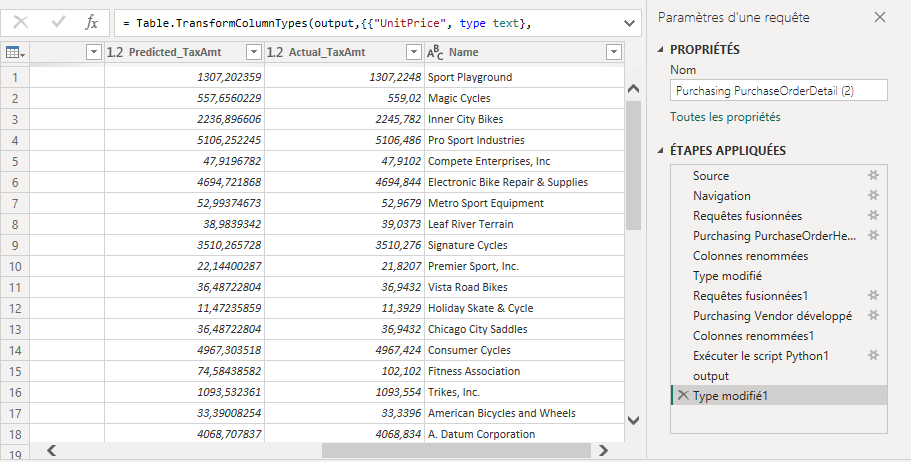 fx = Table.TransformColumnTypes(output,{{"UnitPrice", type text},
1.2 Predicted_TaxAmt 1.2 Actual_TaxAmt ABC Name
1 1307,202359 1307,2248 Sport Playground
2 557,6560229 559,02 Magic Cycles
3 2236,896606 2245,782 Inner City Bikes
4 5106,252245 5106,486 Pro Sport Industries
5 47,9196782 47,9102 Compete Enterprises, Inc
6 4694,721868 4694,844 Electronic Bike Repair & Supplies
7 52,99374673 52,9679 Metro Sport Equipment
8 38,9839342 39,0373 Leaf River Terrain
9 3510,265728 3510,276 Signature Cycles
10 22,14400287 21,8207 Premier Sport, Inc.
11 36,48722804 36,9432 Vista Road Bikes
12 11,47235859 11,3929 Holiday Skate & Cycle
13 36,48722804 36,9432 Chicago City Saddles
14 4967,303518 4967,424 Consumer Cycles
15 74,58438582 102,102 Fitness Association
16 1093,532361 1093,554 Trikes, Inc.
17 33,39008254 33,3396 American Bicycles and Wheels
18 4068,707837 4068,834 A. Datum Corporation
19
Paramètres d'une requête
PROPRIÉTÉS
Nom
Purchasing PurchaseOrderDetail (2)
Toutes les propriétés
ÉTAPES APPLIQUÉES
Source
Navigation
Requêtes fusionnées
Purchasing PurchaseOrderHe...
Colonnes renommées
Type modifié
Requêtes fusionnées1
Purchasing Vendor développé
Colonnes renommées1
Exécuter le script Python1
output
Type modifié1